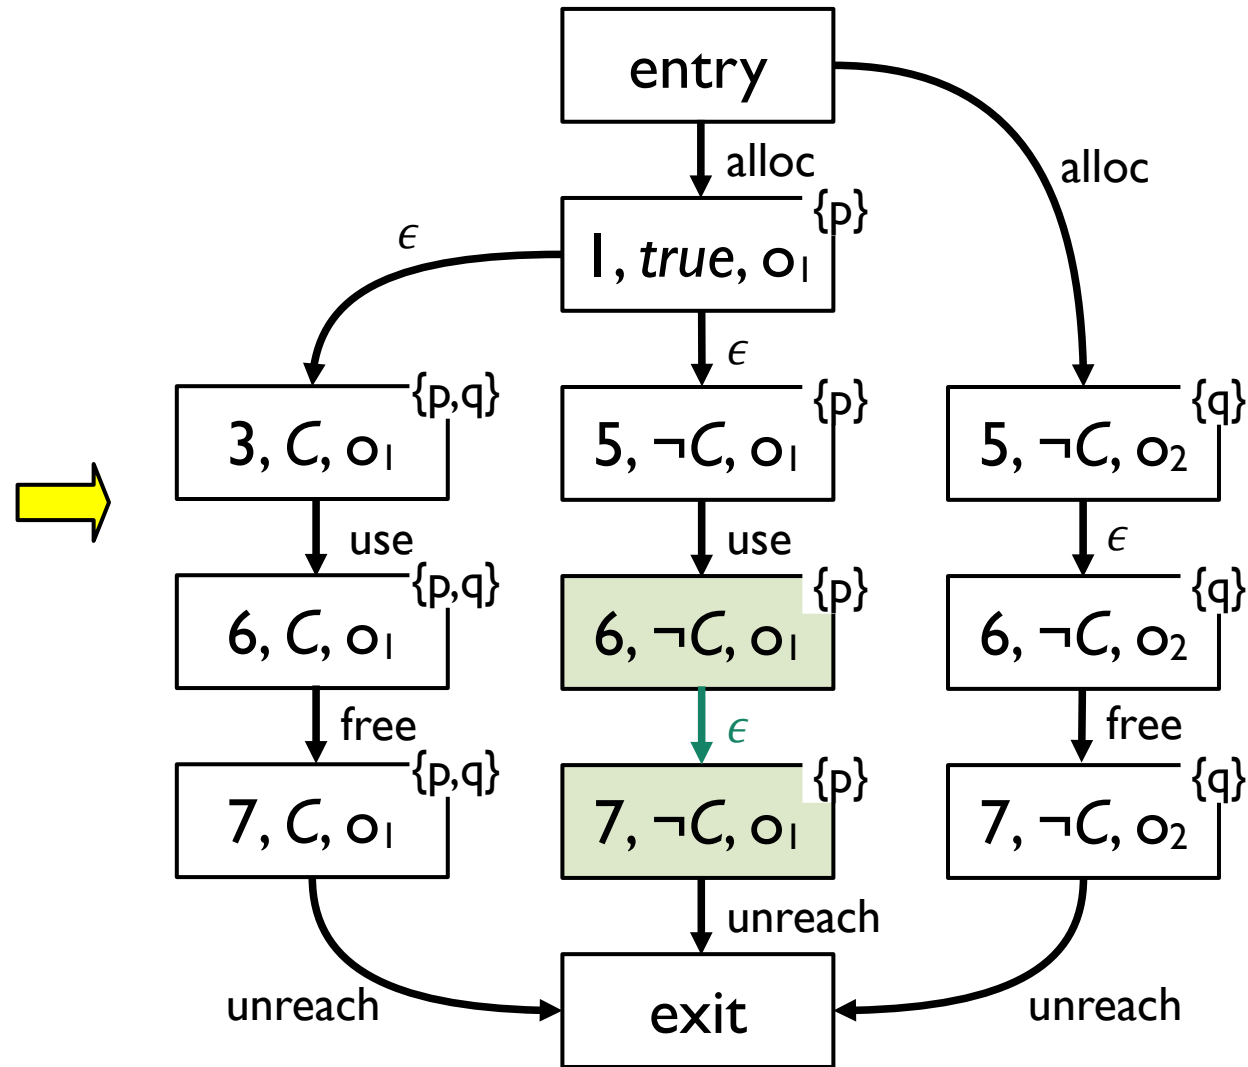 entry
alloc
alloc
{p}
1, true, o₁
ϵ
ϵ
{p,q}
3, C, o₁
{p}
5, ¬C, o₁
{q}
5, ¬C, o₂
use
use
ϵ
{p,q}
6, C, o₁
{p}
6, ¬C, o₁
{q}
6, ¬C, o₂
free
ϵ
free
{p,q}
7, C, o₁
{p}
7, ¬C, o₁
{q}
7, ¬C, o₂
unreach
unreach
unreach
exit